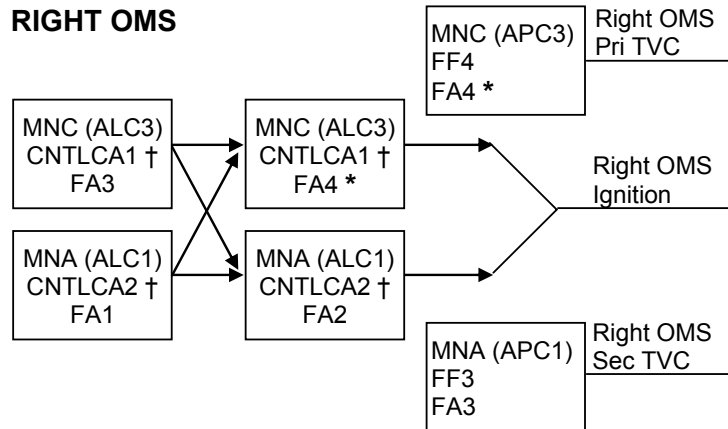 RIGHT OMS
MNC (APC3)
FF4
FA4 *
Right OMS
Pri TVC
MNC (ALC3)
CNTLCA1 †
FA3
MNC (ALC3)
CNTLCA1 †
FA4 *
Right OMS
Ignition
MNA (ALC1)
CNTLCA2 †
FA1
MNA (ALC1)
CNTLCA2 †
FA2
MNA (APC1)
FF3
FA3
Right OMS
Sec TVC